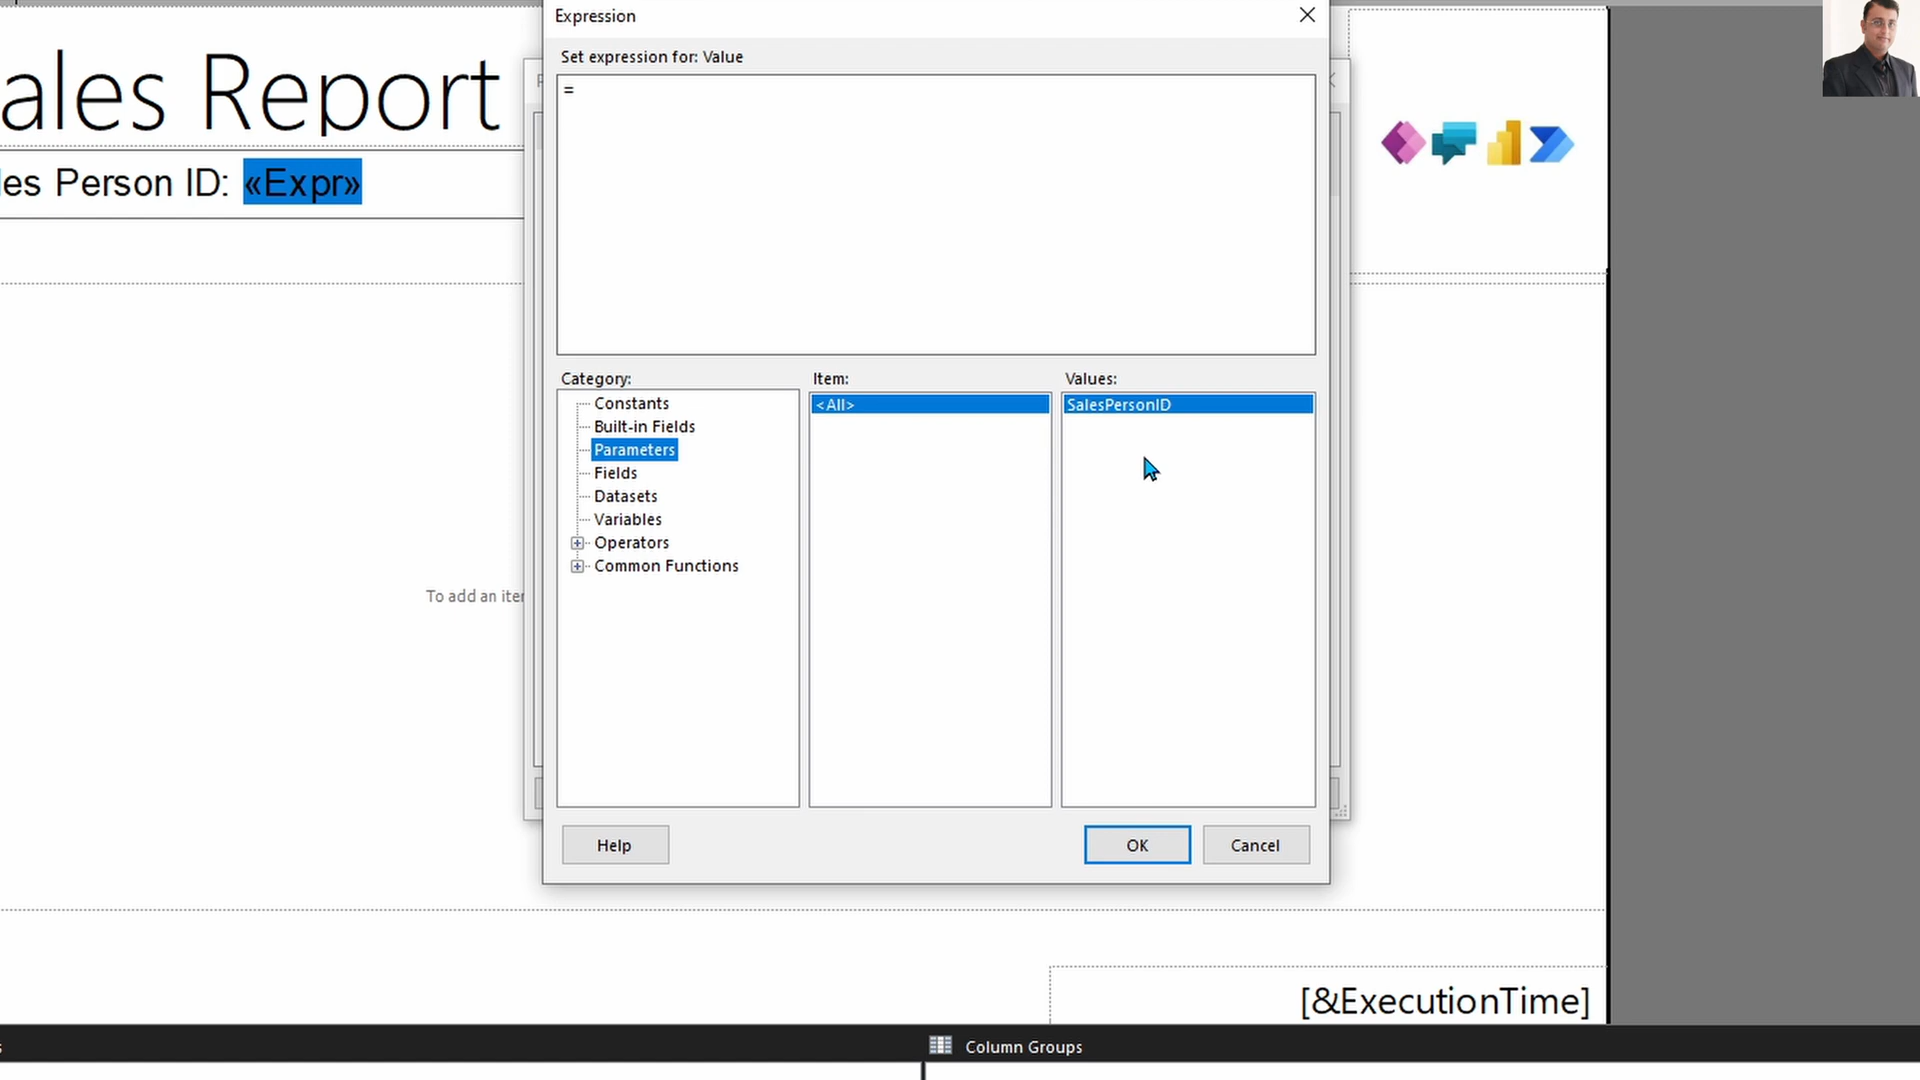 Expression
Set expression for: Value
=
ales Report
les Person ID: «Expr»
Category:
Item:
Values:
Constants
Built-in Fields
Parameters
Fields
Datasets
Variables
Operators
Common Functions
<All>
SalesPersonID
To add an iter
Help
OK
Cancel
[&ExecutionTime]
Column Groups